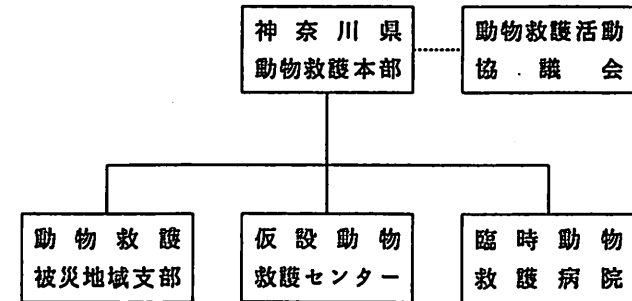 神奈川県
動物救護本部
動物救護活動
協議会
動物救護
被災地域支部
仮設動物
救護センター
臨時動物
救護病院